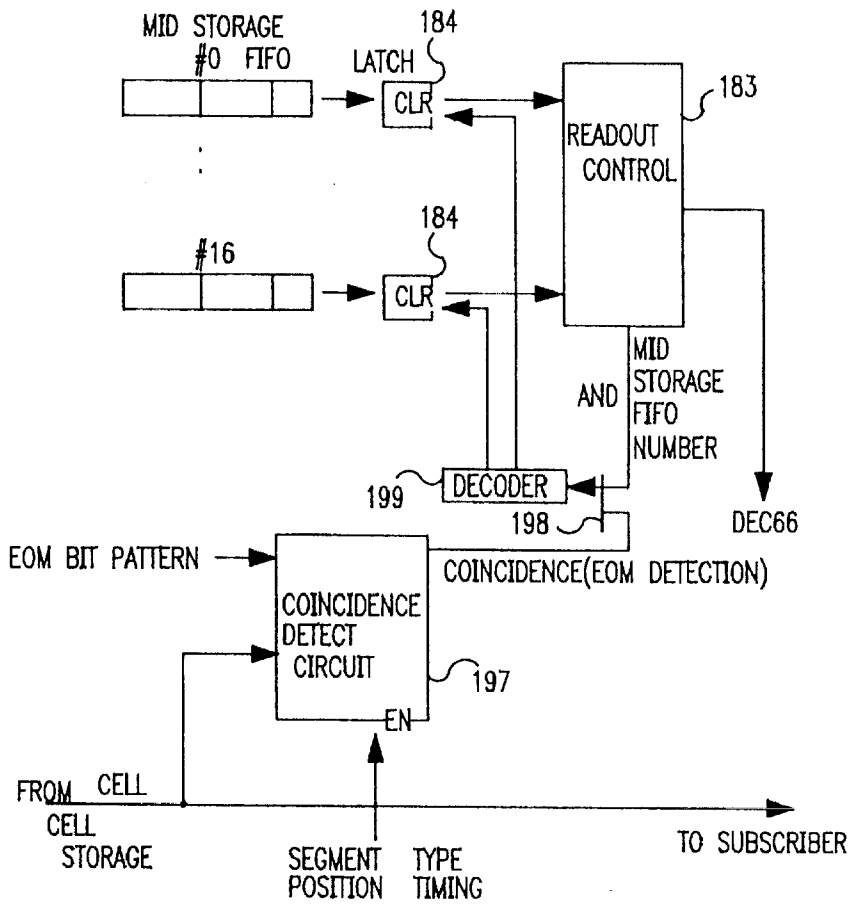 MID STORAGE
#0 FIFO
LATCH
184
CLR
183
READOUT
CONTROL
#16
184
CLR
MID
STORAGE
FIFO
NUMBER
AND
DECODER
199
198
DEC66
EOM BIT PATTERN
COINCIDENCE(EOM DETECTION)
COINCIDENCE
DETECT
CIRCUIT
197
EN
FROM CELL
CELL
STORAGE
TO SUBSCRIBER
SEGMENT TYPE
POSITION TIMING